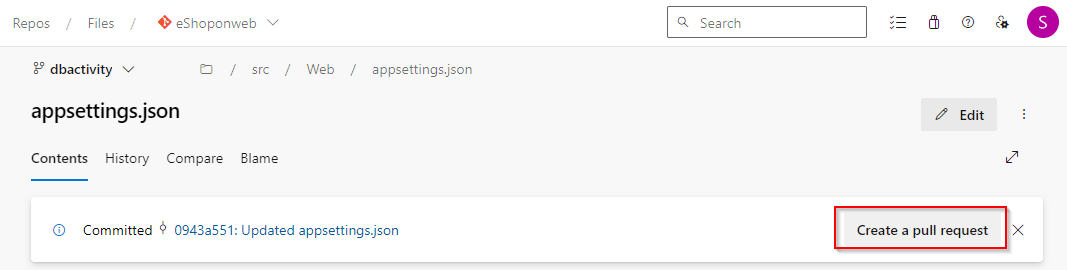 Repos / Files / eShoponweb
Search
S
dbactivity
/ src / Web / appsettings.json
appsettings.json
Edit
Contents History Compare Blame
Committed 0943a551: Updated appsettings.json
Create a pull request